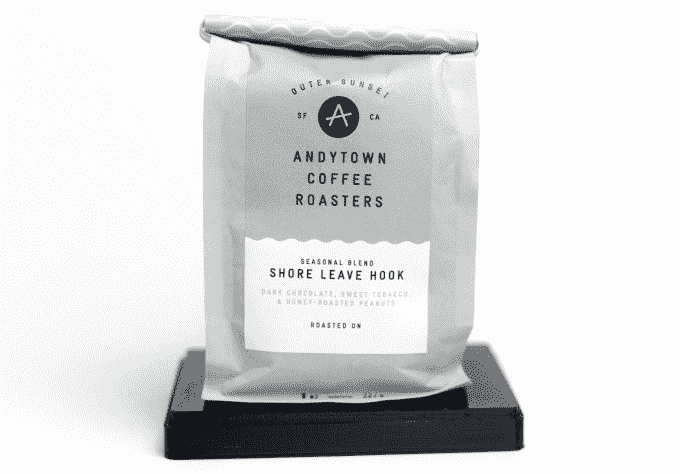 OUTER SUNSET
SF A CA
ANDYTOWN
COFFEE
ROASTERS
SEASONAL BLEND
SHORE LEAVE HOOK
DARK CHOCOLATE, SWEET TOBACCO,
& HONEY-ROASTED PEANUTS
ROASTED ON